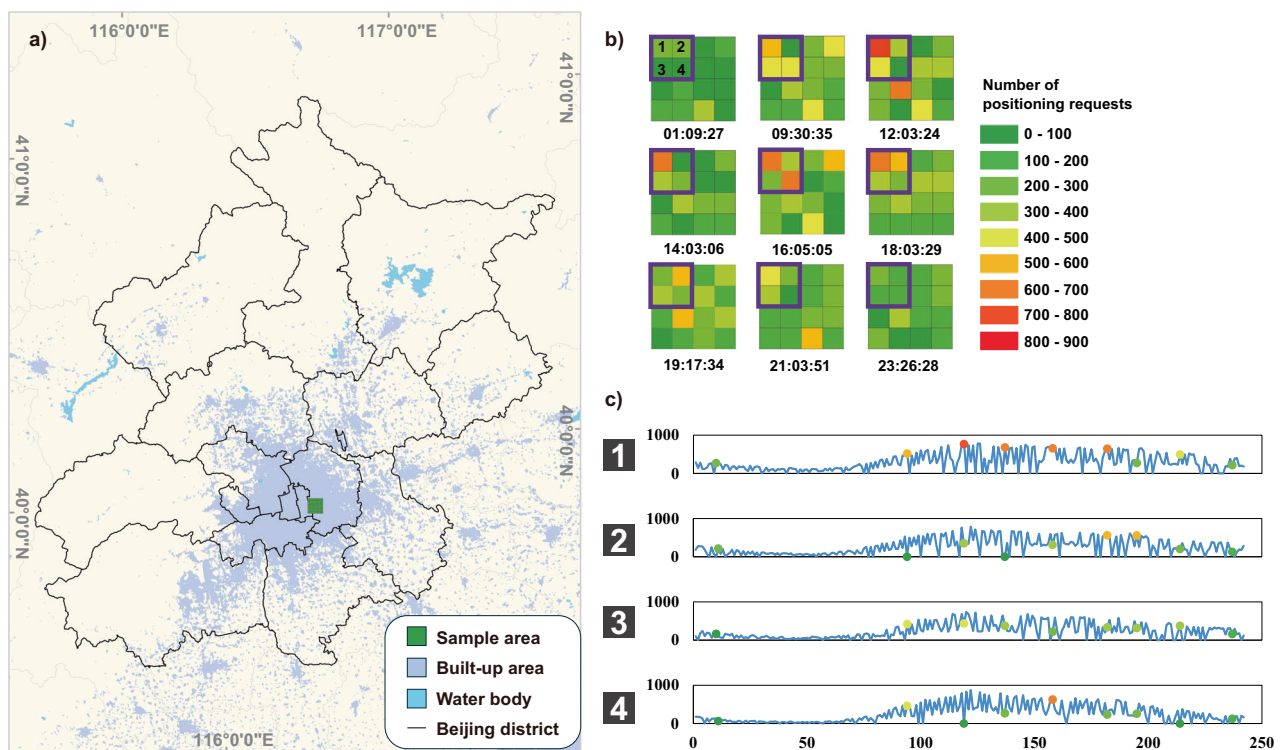 a)
116°0'0"E
117°0'0"E
41°0'0"N
41°0'0"N
40°0'0"N
40°0'0"N
116°0'0"E
Sample area
Built-up area
Water body
Beijing district
b)
1 2
3 4
01:09:27
09:30:35
12:03:24
14:03:06
16:05:05
18:03:29
19:17:34
21:03:51
23:26:28
Number of
positioning requests
0 - 100
100 - 200
200 - 300
300 - 400
400 - 500
500 - 600
600 - 700
700 - 800
800 - 900
c)
1
1000
0
2
1000
0
3
1000
0
4
1000
0
0 50 100 150 200 250